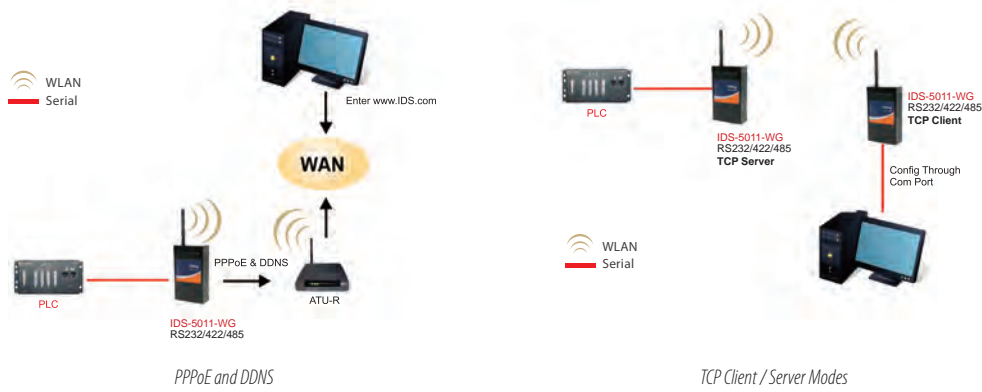 WLAN
Serial
Enter www.IDS.com
WAN
PPPoE & DDNS
PLC
ATU-R
IDS-5011-WG
RS232/422/485
PPPoE and DDNS
PLC
IDS-5011-WG
RS232/422/485
TCP Server
IDS-5011-WG
RS232/422/485
TCP Client
Config Through
Com Port
WLAN
Serial
TCP Client / Server Modes